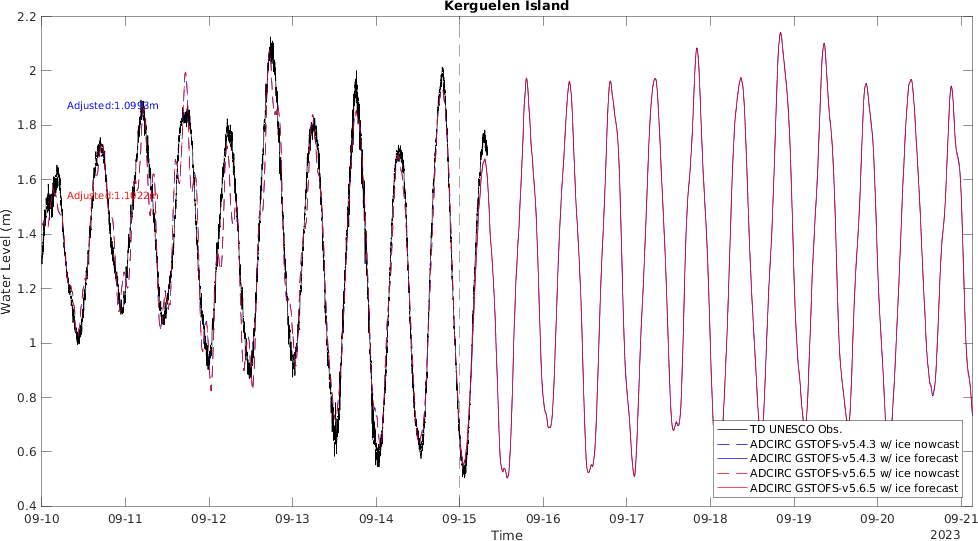 Kerguelen Island
2.2
2
1.8
1.6
1.4
1.2
1
0.8
0.6
0.4
Water Level (m)
Adjusted:1.0993m
Adjusted:1.1022m
TD UNESCO Obs.
ADCIRC GSTOFS-v5.4.3 w/ ice nowcast
ADCIRC GSTOFS-v5.4.3 w/ ice forecast
ADCIRC GSTOFS-v5.6.5 w/ ice nowcast
ADCIRC GSTOFS-v5.6.5 w/ ice forecast
09-10 09-11 09-12 09-13 09-14 09-15 09-16 09-17 09-18 09-19 09-20 09-21
Time
2023